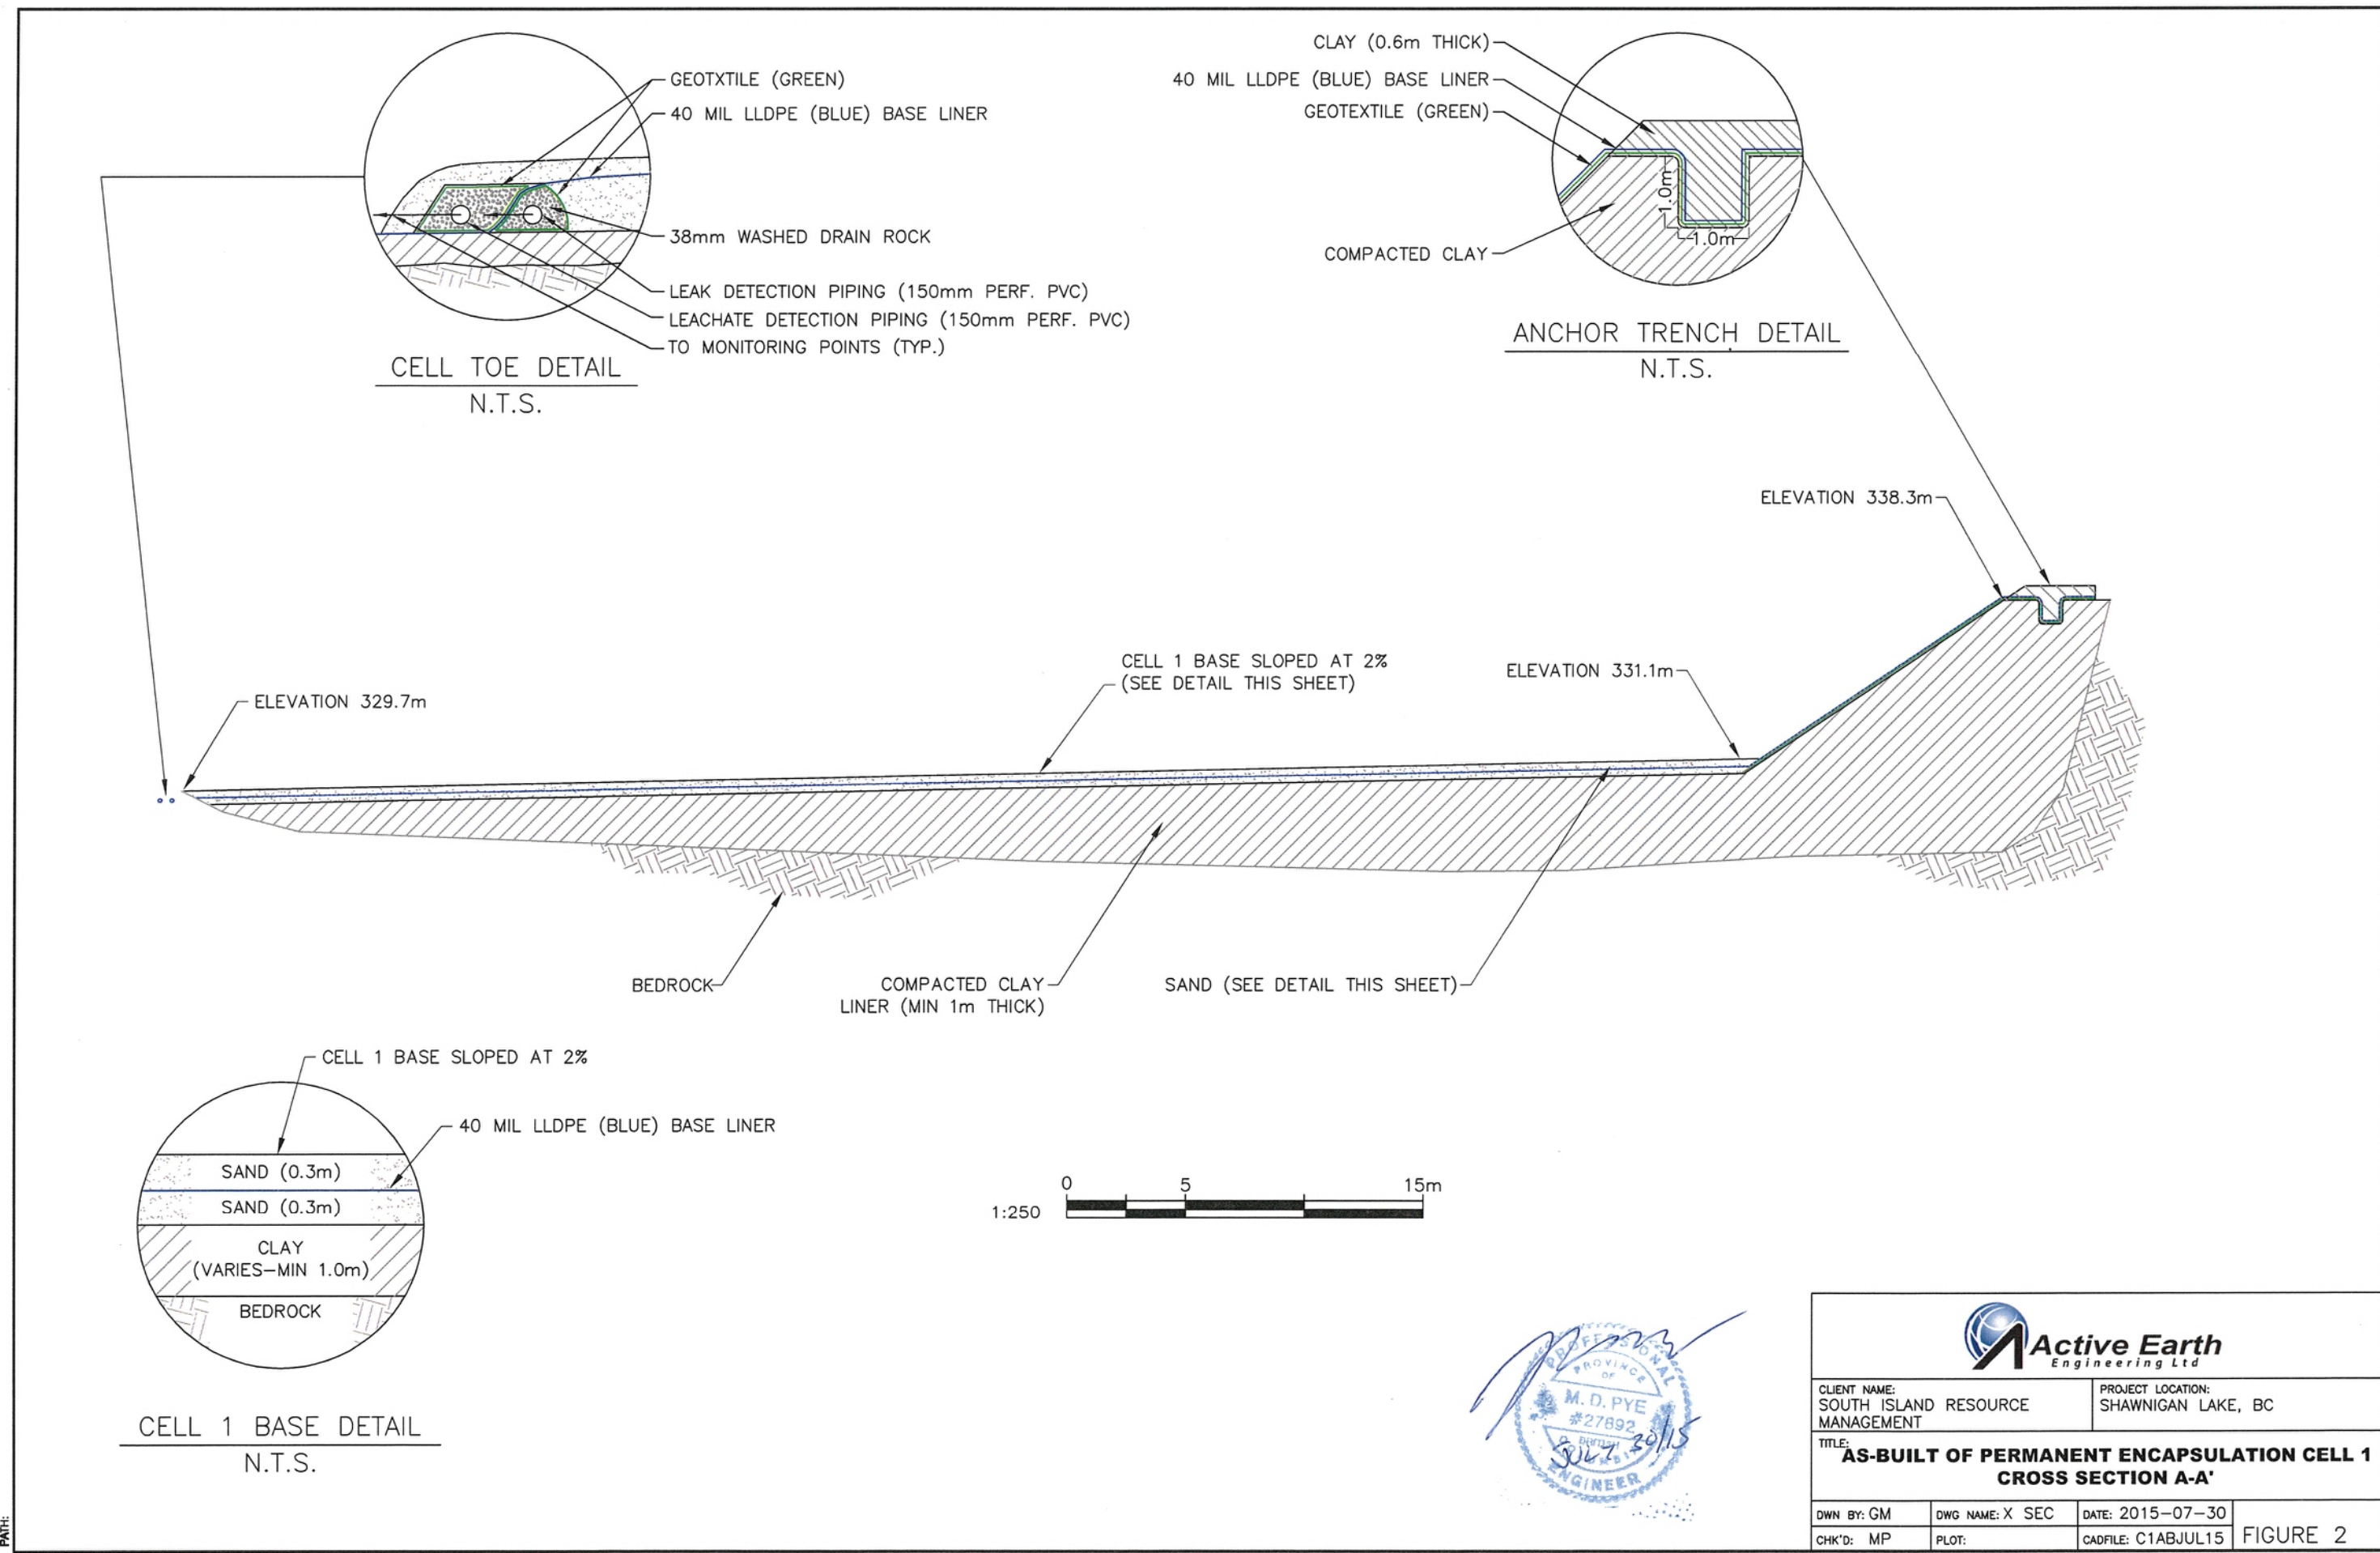 GEOTXTILE (GREEN)
40 MIL LLDPE (BLUE) BASE LINER
38mm WASHED DRAIN ROCK
LEAK DETECTION PIPING (150mm PERF. PVC)
LEACHATE DETECTION PIPING (150mm PERF. PVC)
TO MONITORING POINTS (TYP.)
CELL TOE DETAIL
N.T.S.
CLAY (0.6m THICK)
40 MIL LLDPE (BLUE) BASE LINER
GEOTEXTILE (GREEN)
1.0m
1.0m
COMPACTED CLAY
ANCHOR TRENCH DETAIL
N.T.S.
ELEVATION 338.3m
CELL 1 BASE SLOPED AT 2%
(SEE DETAIL THIS SHEET)
ELEVATION 331.1m
ELEVATION 329.7m
BEDROCK
COMPACTED CLAY
LINER (MIN 1m THICK)
SAND (SEE DETAIL THIS SHEET)
CELL 1 BASE SLOPED AT 2%
40 MIL LLDPE (BLUE) BASE LINER
SAND (0.3m)
SAND (0.3m)
CLAY
(VARIES-MIN 1.0m)
BEDROCK
CELL 1 BASE DETAIL
N.T.S.
0 5 15m
1:250
PROFESSIONAL
PROVINCE
OF
M. D. PYE
#27892
JULY 30/15
ENGINEER
Active Earth
Engineering Ltd
CLIENT NAME:
SOUTH ISLAND RESOURCE
MANAGEMENT
PROJECT LOCATION:
SHAWNIGAN LAKE, BC
TITLE:
AS-BUILT OF PERMANENT ENCAPSULATION CELL 1
CROSS SECTION A-A'
DWN BY: GM
DWG NAME: X SEC
DATE: 2015-07-30
CHK'D: MP
PLOT:
CADFILE: C1ABJUL15
FIGURE 2
PATH: